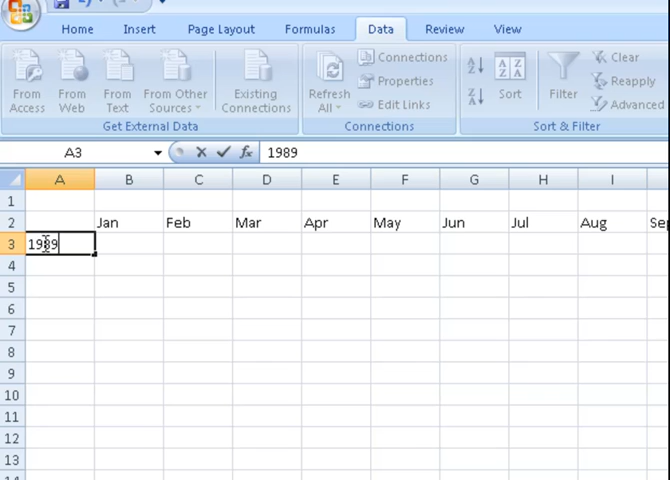 Home Insert Page Layout Formulas Data Review View
Connections Clear
Properties Reapply
Edit Links Advanced
From Access From Web From Text From Other Sources Existing Connections Refresh All Sort Filter
Get External Data Connections Sort & Filter
A3 fx 1989
A B C D E F G H I
1
2 Jan Feb Mar Apr May Jun Jul Aug Sep
3 1989
4
5
6
7
8
9
10
11
12
13